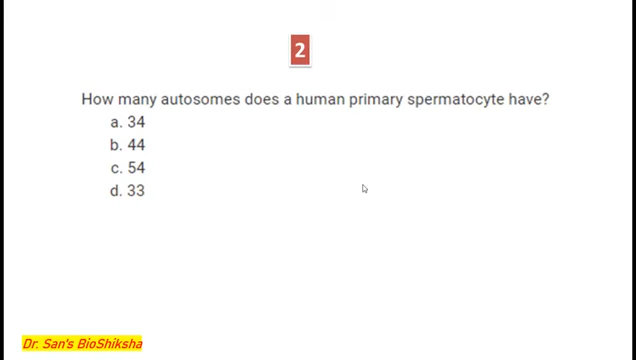 2
How many autosomes does a human primary spermatocyte have?
a. 34
b. 44
c. 54
d. 33
Dr. San's BioShiksha